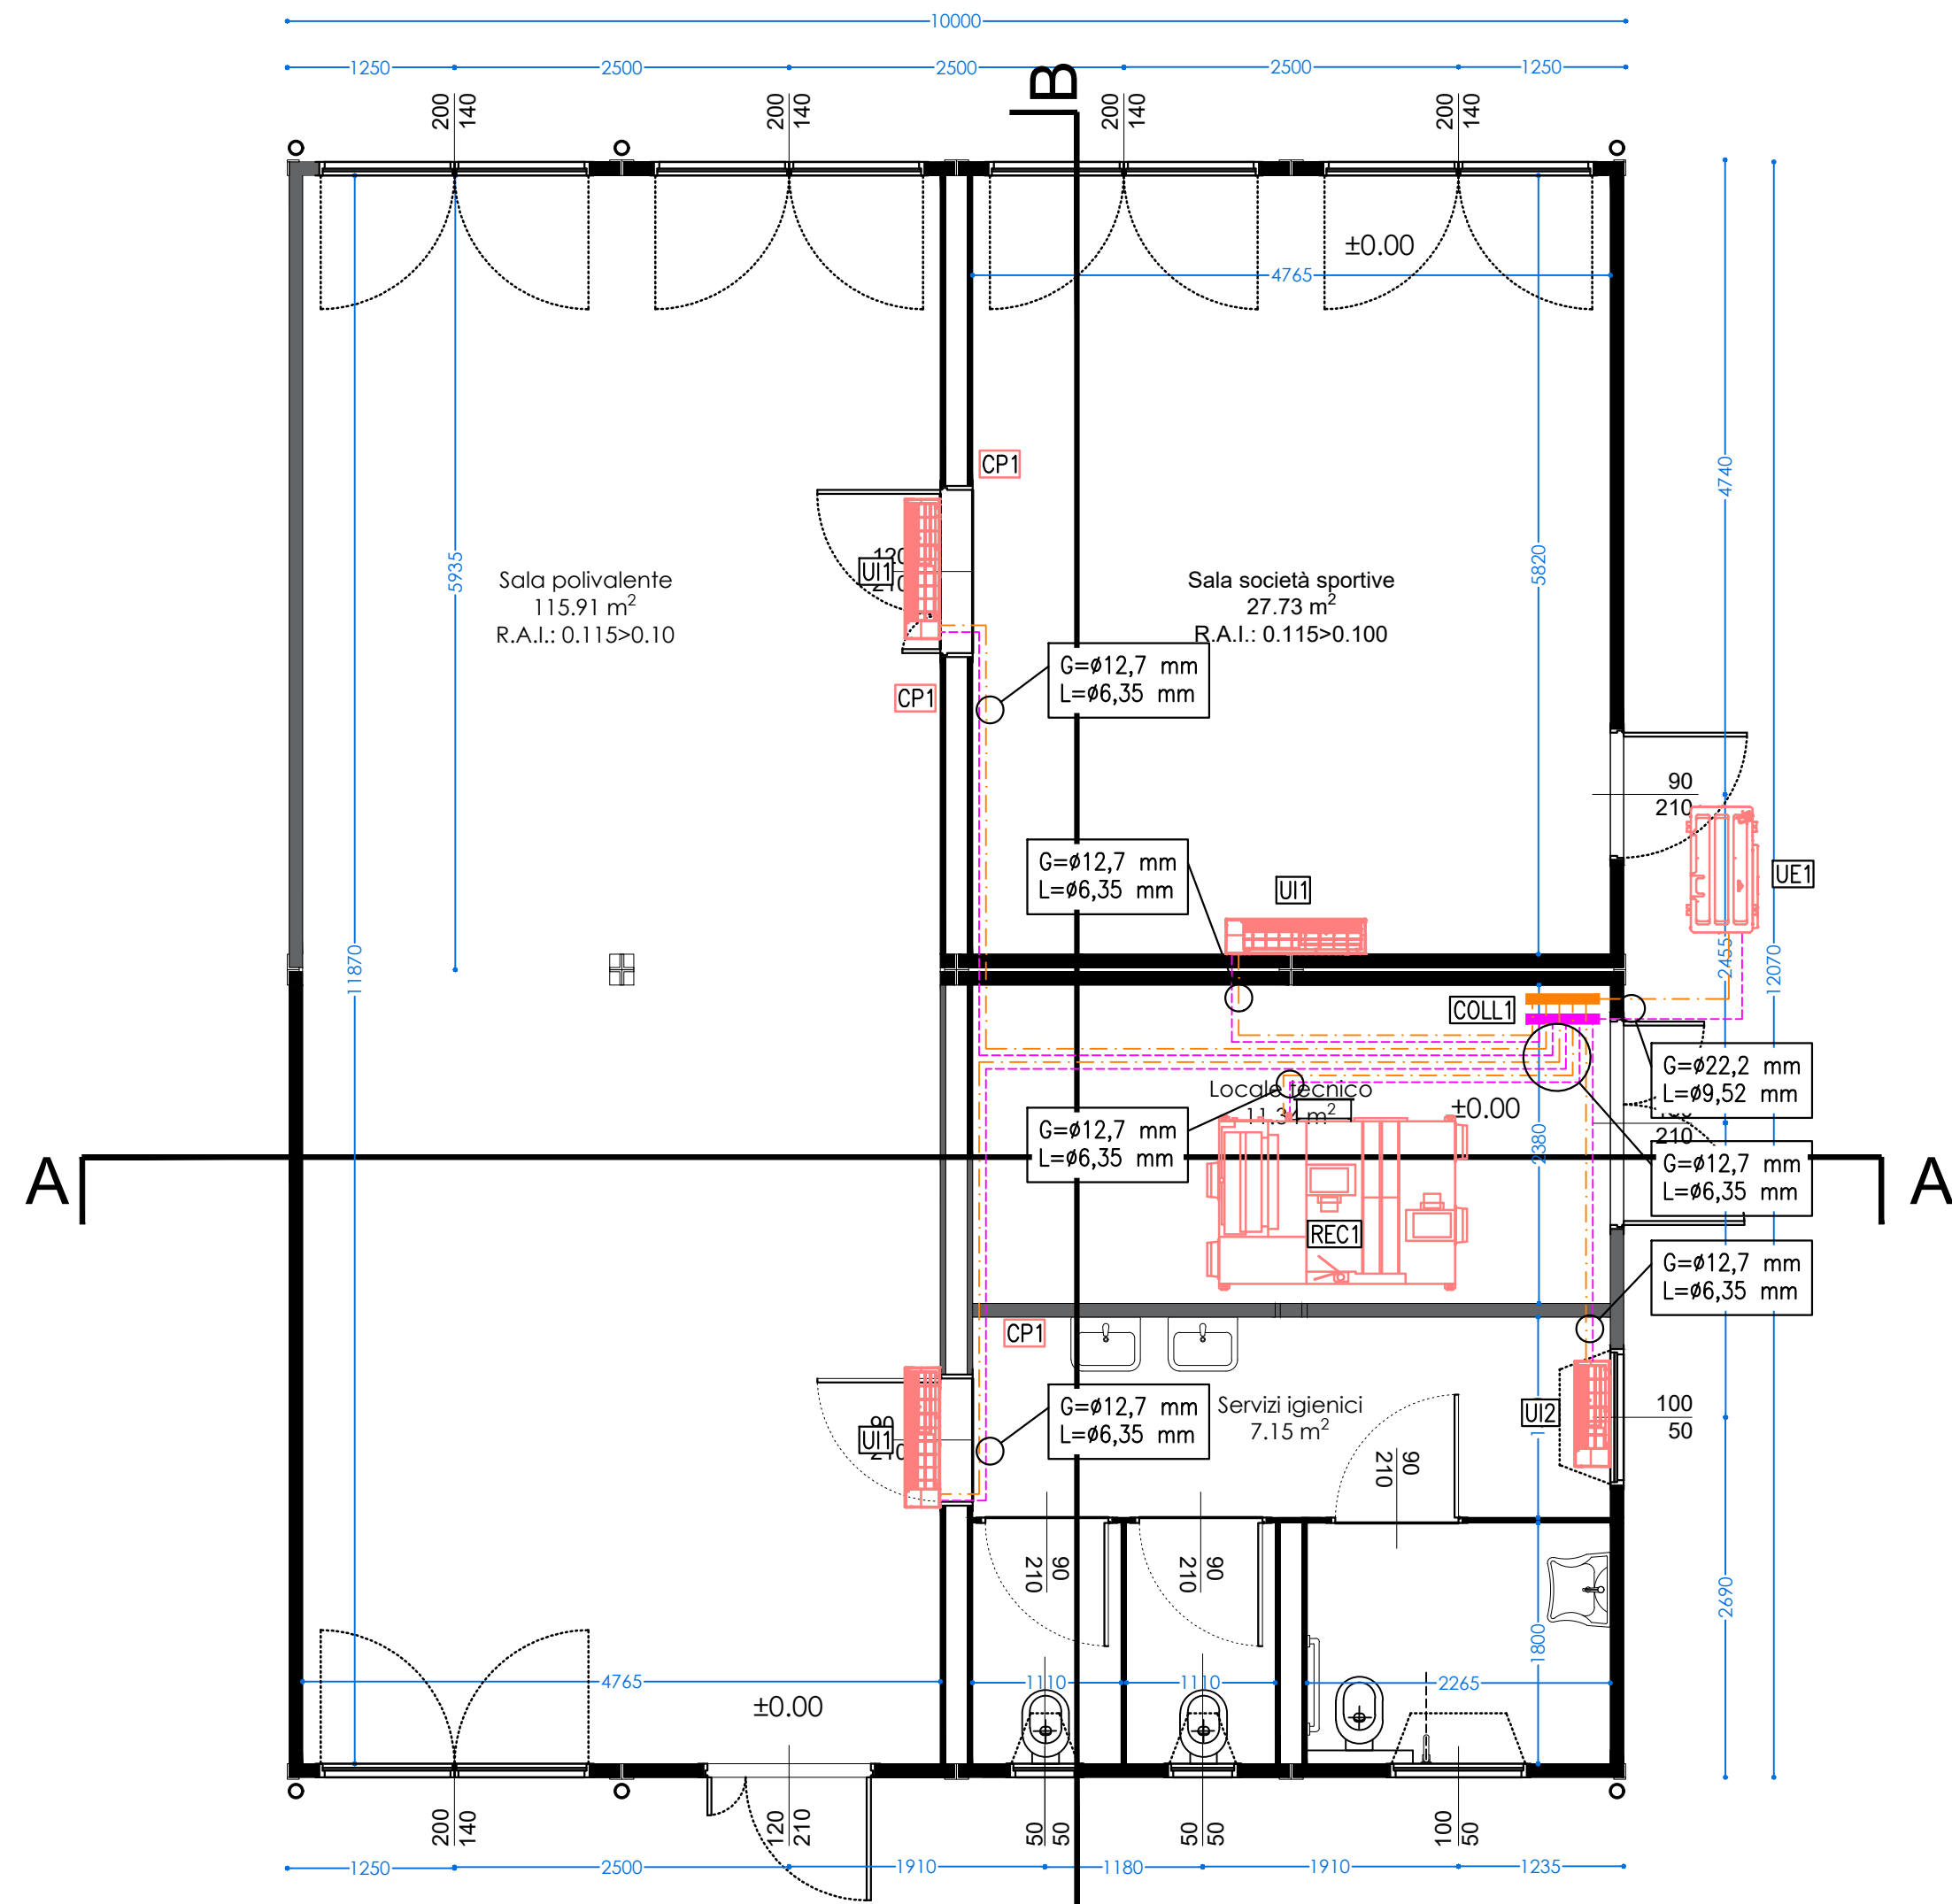 10000
1250
2500
2500
2500
1250
B
200
140
200
140
200
140
200
140
±0.00
4765
4740
CP1
5935
5820
Sala polivalente
115.91 m²
R.A.I.: 0.115>0.10
UI1
Sala società sportive
27.73 m²
R.A.I.: 0.115>0.100
G=ø12,7 mm
L=ø6,35 mm
CP1
90
210
G=ø12,7 mm
L=ø6,35 mm
UI1
UE1
11870
2455
12070
COLL1
G=ø22,2 mm
L=ø9,52 mm
Locale tecnico
±0.00
G=ø12,7 mm
L=ø6,35 mm
210
2380
A
A
G=ø12,7 mm
L=ø6,35 mm
REC1
G=ø12,7 mm
L=ø6,35 mm
CP1
G=ø12,7 mm
L=ø6,35 mm
Servizi igienici
7.15 m²
UI2
100
50
UI1
90
210
90
210
90
210
2690
1800
4765
1110
1110
2265
±0.00
200
140
120
210
50
50
50
50
100
50
1250
2500
1910
1180
1910
1235